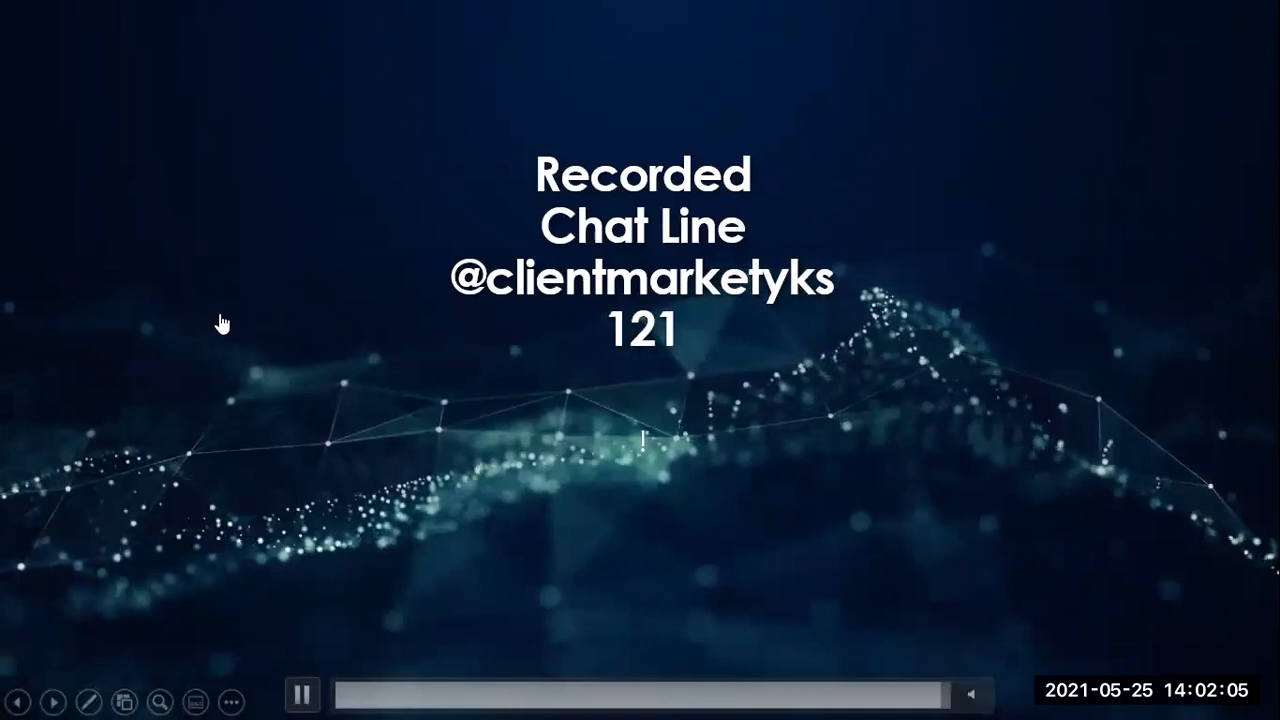 Recorded
Chat Line
@clientmarketyks
121
!
2021-05-25 14:02:05